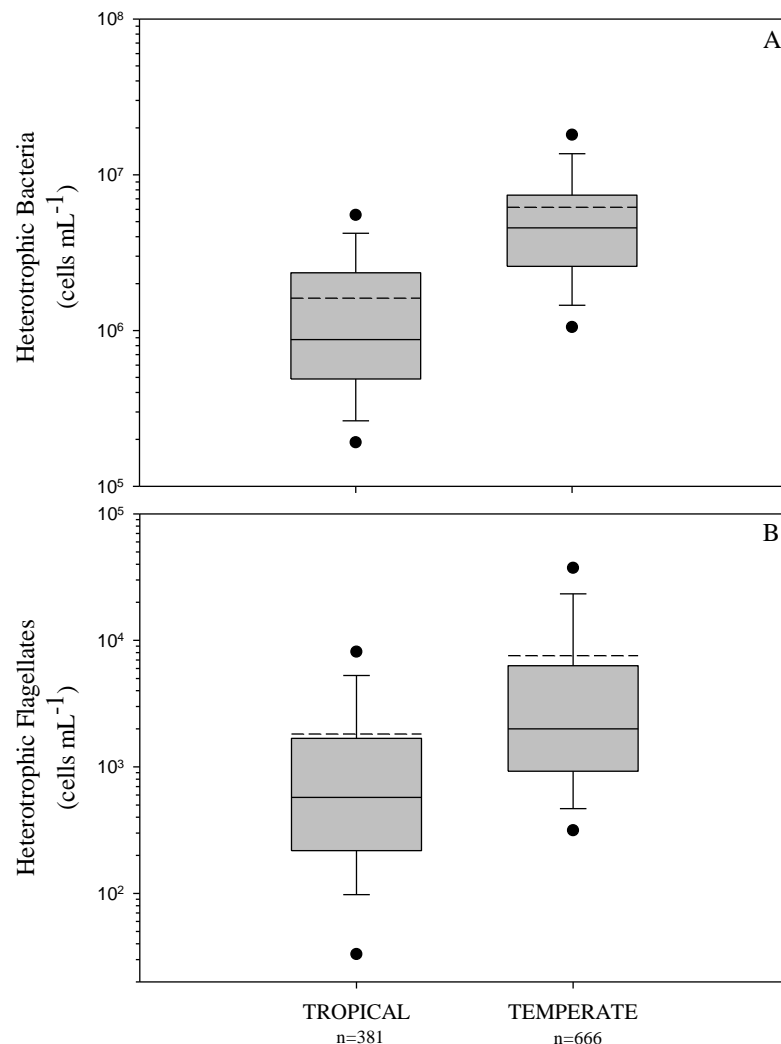 10⁸
A
10⁷
Heterotrophic Bacteria
(cells mL⁻¹)
10⁶
10⁵
10⁵
B
10⁴
Heterotrophic Flagellates
(cells mL⁻¹)
10³
10²
TROPICAL
n=381
TEMPERATE
n=666